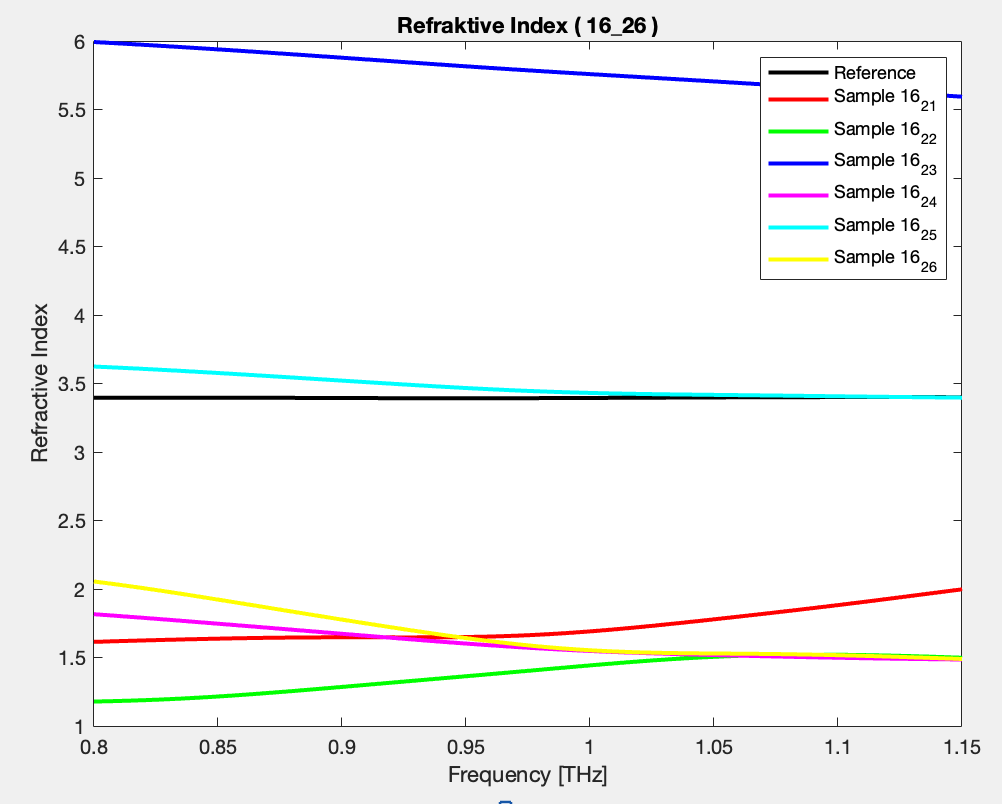 Refraktive Index ( 16_26 )
6
5.5
5
4.5
4
3.5
3
2.5
2
1.5
1
Refractive Index
Reference
Sample 16₂₁
Sample 16₂₂
Sample 16₂₃
Sample 16₂₄
Sample 16₂₅
Sample 16₂₆
0.8 0.85 0.9 0.95 1 1.05 1.1 1.15
Frequency [THz]